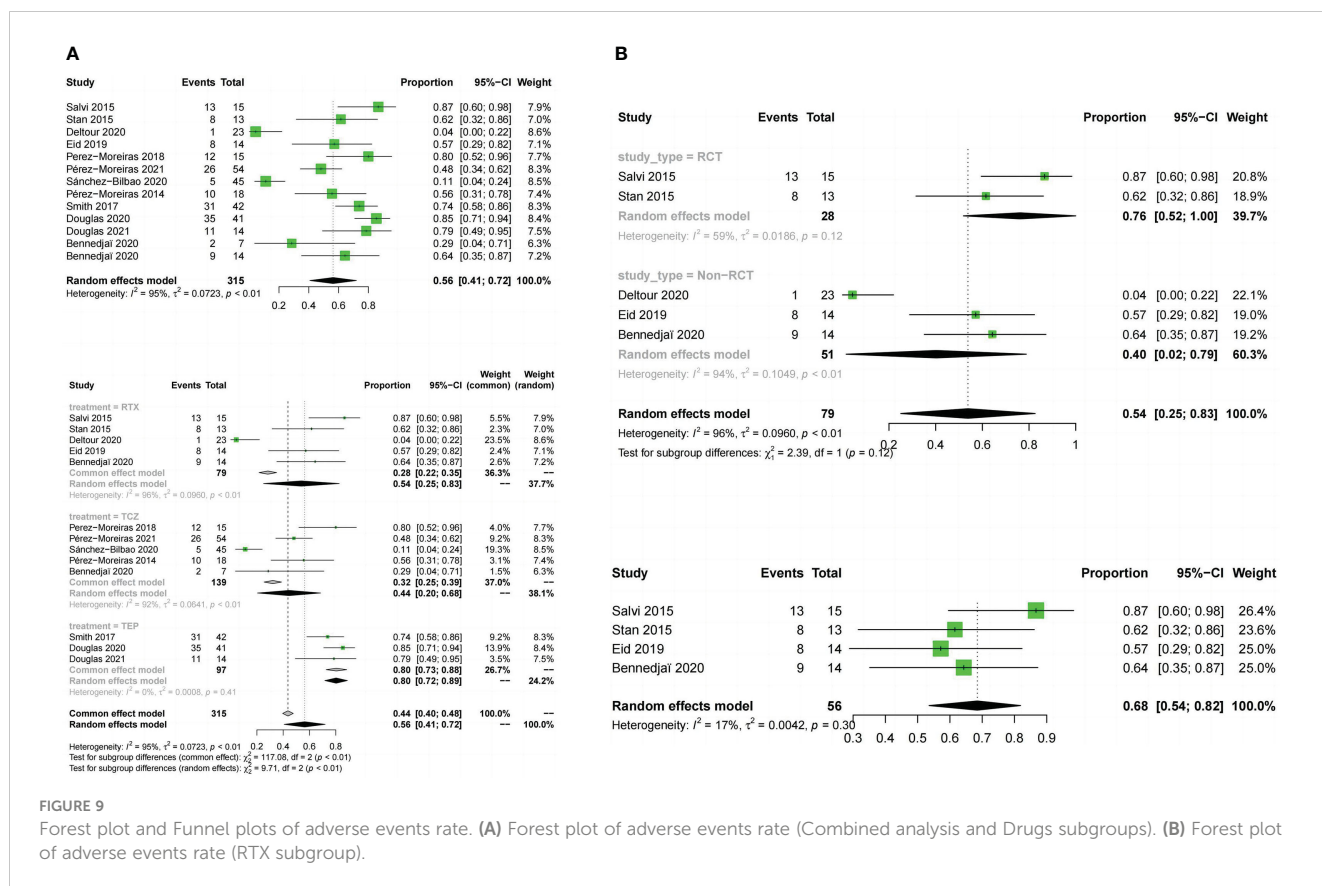 A
Study Events Total Proportion 95%−CI Weight
Salvi 2015 13 15 0.87 [0.60; 0.98] 7.9%
Stan 2015 8 13 0.62 [0.32; 0.86] 7.0%
Deltour 2020 1 23 0.04 [0.00; 0.22] 8.6%
Eid 2019 8 14 0.57 [0.29; 0.82] 7.1%
Perez−Moreiras 2018 12 15 0.80 [0.52; 0.96] 7.7%
Pérez−Moreiras 2021 26 54 0.48 [0.34; 0.62] 8.3%
Sánchez−Bilbao 2020 5 45 0.11 [0.04; 0.24] 8.5%
Pérez−Moreiras 2014 10 18 0.56 [0.31; 0.78] 7.4%
Smith 2017 31 42 0.74 [0.58; 0.86] 8.3%
Douglas 2020 35 41 0.85 [0.71; 0.94] 8.4%
Douglas 2021 11 14 0.79 [0.49; 0.95] 7.5%
Bennedjaï 2020 2 7 0.29 [0.04; 0.71] 6.3%
Bennedjaï 2020 9 14 0.64 [0.35; 0.87] 7.2%
Random effects model 315 0.56 [0.41; 0.72] 100.0%
Heterogeneity: I² = 95%, τ² = 0.0723, p < 0.01
0.2 0.4 0.6 0.8
Weight Weight
Study Events Total Proportion 95%−CI (common) (random)
treatment = RTX
Salvi 2015 13 15 0.87 [0.60; 0.98] 5.5% 7.9%
Stan 2015 8 13 0.62 [0.32; 0.86] 2.3% 7.0%
Deltour 2020 1 23 0.04 [0.00; 0.22] 23.5% 8.6%
Eid 2019 8 14 0.57 [0.29; 0.82] 2.4% 7.1%
Bennedjaï 2020 9 14 0.64 [0.35; 0.87] 2.6% 7.2%
Common effect model 79 0.28 [0.22; 0.35] 36.3% −−
Random effects model 0.54 [0.25; 0.83] −− 37.7%
Heterogeneity: I² = 96%, τ² = 0.0960, p < 0.01
treatment = TCZ
Perez−Moreiras 2018 12 15 0.80 [0.52; 0.96] 4.0% 7.7%
Pérez−Moreiras 2021 26 54 0.48 [0.34; 0.62] 9.2% 8.3%
Sánchez−Bilbao 2020 5 45 0.11 [0.04; 0.24] 19.3% 8.5%
Pérez−Moreiras 2014 10 18 0.56 [0.31; 0.78] 3.1% 7.4%
Bennedjaï 2020 2 7 0.29 [0.04; 0.71] 1.5% 6.3%
Common effect model 139 0.32 [0.25; 0.39] 37.0% −−
Random effects model 0.44 [0.20; 0.68] −− 38.1%
Heterogeneity: I² = 92%, τ² = 0.0641, p < 0.01
treatment = TEP
Smith 2017 31 42 0.74 [0.58; 0.86] 9.2% 8.3%
Douglas 2020 35 41 0.85 [0.71; 0.94] 13.9% 8.4%
Douglas 2021 11 14 0.79 [0.49; 0.95] 3.5% 7.5%
Common effect model 97 0.80 [0.73; 0.88] 26.7% −−
Random effects model 0.80 [0.72; 0.89] −− 24.2%
Heterogeneity: I² = 0%, τ² = 0.0008, p = 0.41
Common effect model 315 0.44 [0.40; 0.48] 100.0% −−
Random effects model 0.56 [0.41; 0.72] −− 100.0%
Heterogeneity: I² = 95%, τ² = 0.0723, p < 0.01 0.2 0.4 0.6 0.8
Test for subgroup differences (common effect): χ²₂ = 117.08, df = 2 (p < 0.01)
Test for subgroup differences (random effects): χ²₂ = 9.71, df = 2 (p < 0.01)
B
Study Events Total Proportion 95%−CI Weight
study_type = RCT
Salvi 2015 13 15 0.87 [0.60; 0.98] 20.8%
Stan 2015 8 13 0.62 [0.32; 0.86] 18.9%
Random effects model 28 0.76 [0.52; 1.00] 39.7%
Heterogeneity: I² = 59%, τ² = 0.0186, p = 0.12
study_type = Non−RCT
Deltour 2020 1 23 0.04 [0.00; 0.22] 22.1%
Eid 2019 8 14 0.57 [0.29; 0.82] 19.0%
Bennedjaï 2020 9 14 0.64 [0.35; 0.87] 19.2%
Random effects model 51 0.40 [0.02; 0.79] 60.3%
Heterogeneity: I² = 94%, τ² = 0.1049, p < 0.01
Random effects model 79 0.54 [0.25; 0.83] 100.0%
Heterogeneity: I² = 96%, τ² = 0.0960, p < 0.01
0.2 0.4 0.6 0.8 1
Test for subgroup differences: χ²₁ = 2.39, df = 1 (p = 0.12)
Study Events Total Proportion 95%−CI Weight
Salvi 2015 13 15 0.87 [0.60; 0.98] 26.4%
Stan 2015 8 13 0.62 [0.32; 0.86] 23.6%
Eid 2019 8 14 0.57 [0.29; 0.82] 25.0%
Bennedjaï 2020 9 14 0.64 [0.35; 0.87] 25.0%
Random effects model 56 0.68 [0.54; 0.82] 100.0%
Heterogeneity: I² = 17%, τ² = 0.0042, p = 0.30
0.3 0.4 0.5 0.6 0.7 0.8 0.9
FIGURE 9
Forest plot and Funnel plots of adverse events rate. (A) Forest plot of adverse events rate (Combined analysis and Drugs subgroups). (B) Forest plot
of adverse events rate (RTX subgroup).